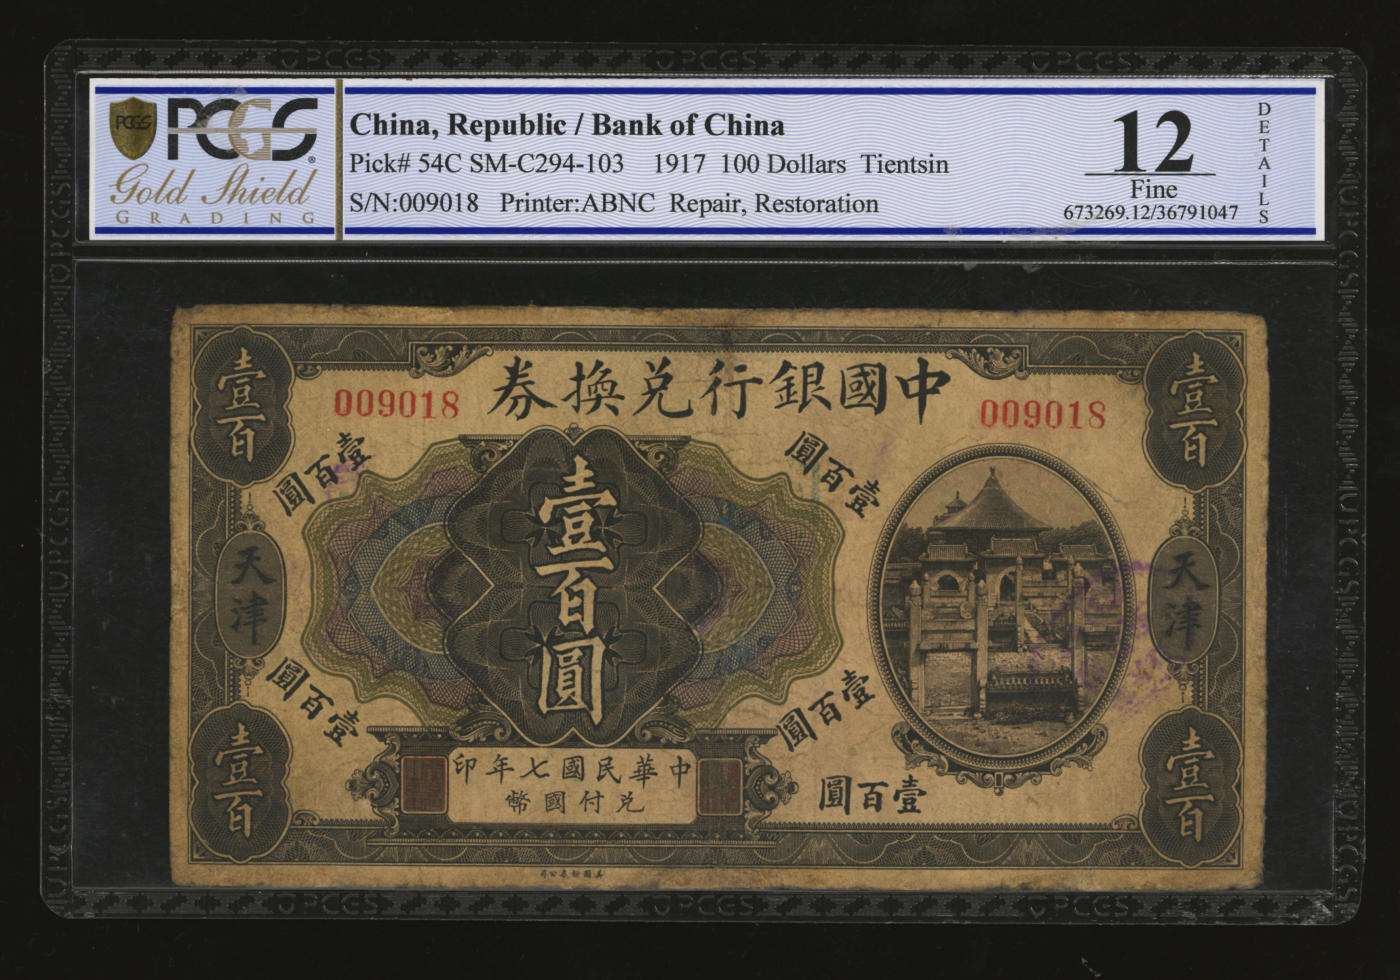 PCGS
Gold Shield
GRADING
China, Republic / Bank of China
Pick# 54C SM-C294-103 1917 100 Dollars Tientsin
S/N:009018 Printer:ABNC Repair, Restoration
12
Fine
673269.12/36791047
DETAILS
中國銀行兌換券
009018
009018
壹百
壹百
壹百圓
壹百圓
壹百圓
天津
天津
壹百圓
壹百圓
壹百圓
壹百
壹百
中華民國七年印
兌付國幣